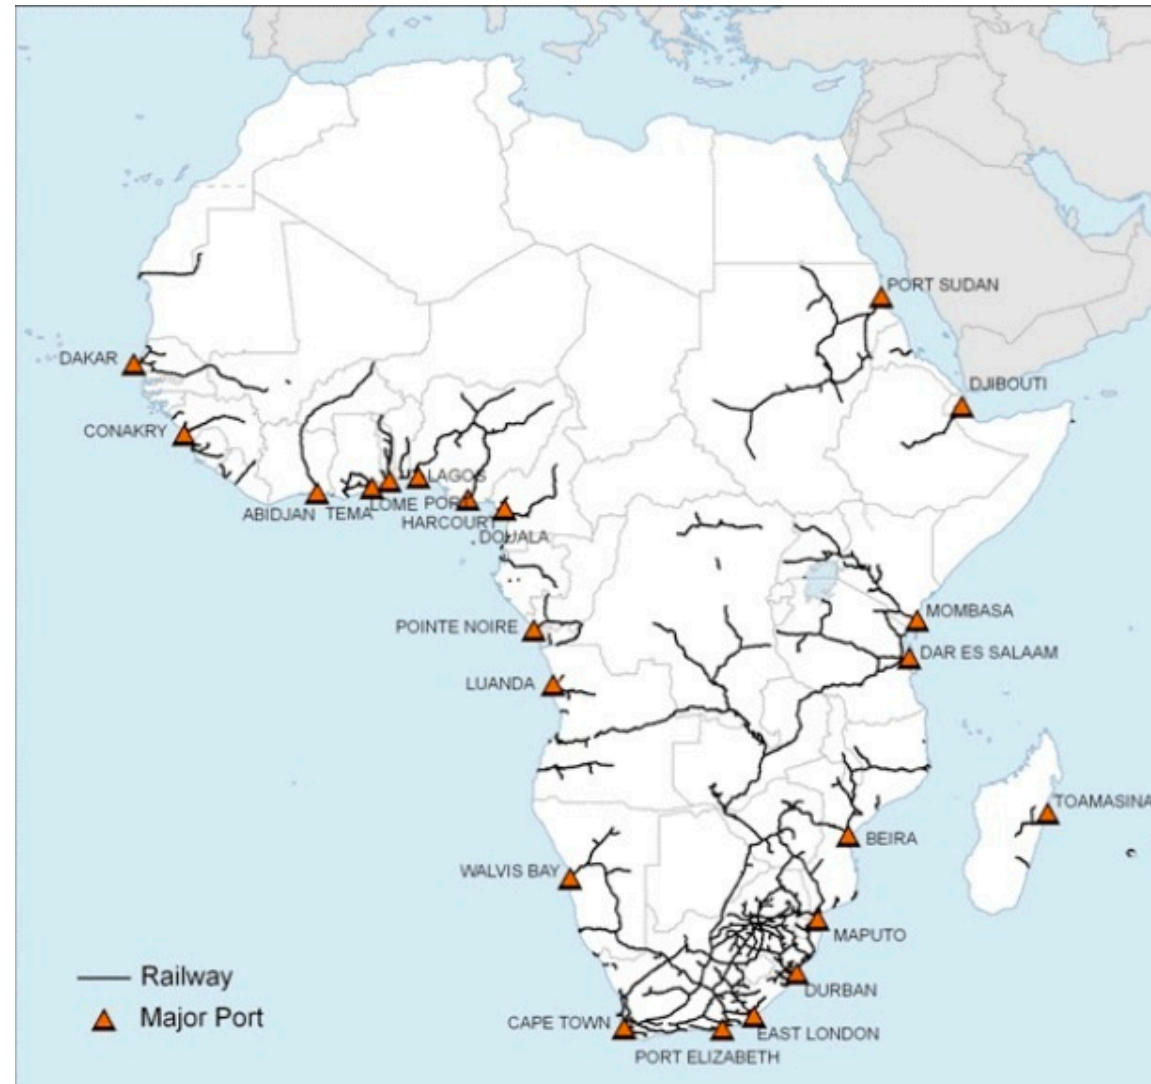 PORT SUDAN
DAKAR
DJIBOUTI
CONAKRY
LAGOS
ABIDJAN
TEMA
LOME
PORT
HARCOURT
DOUALA
MOMBASA
POINTE NOIRE
DAR ES SALAAM
LUANDA
TOAMASINA
BEIRA
WALVIS BAY
MAPUTO
Railway
DURBAN
Major Port
CAPE TOWN
EAST LONDON
PORT ELIZABETH